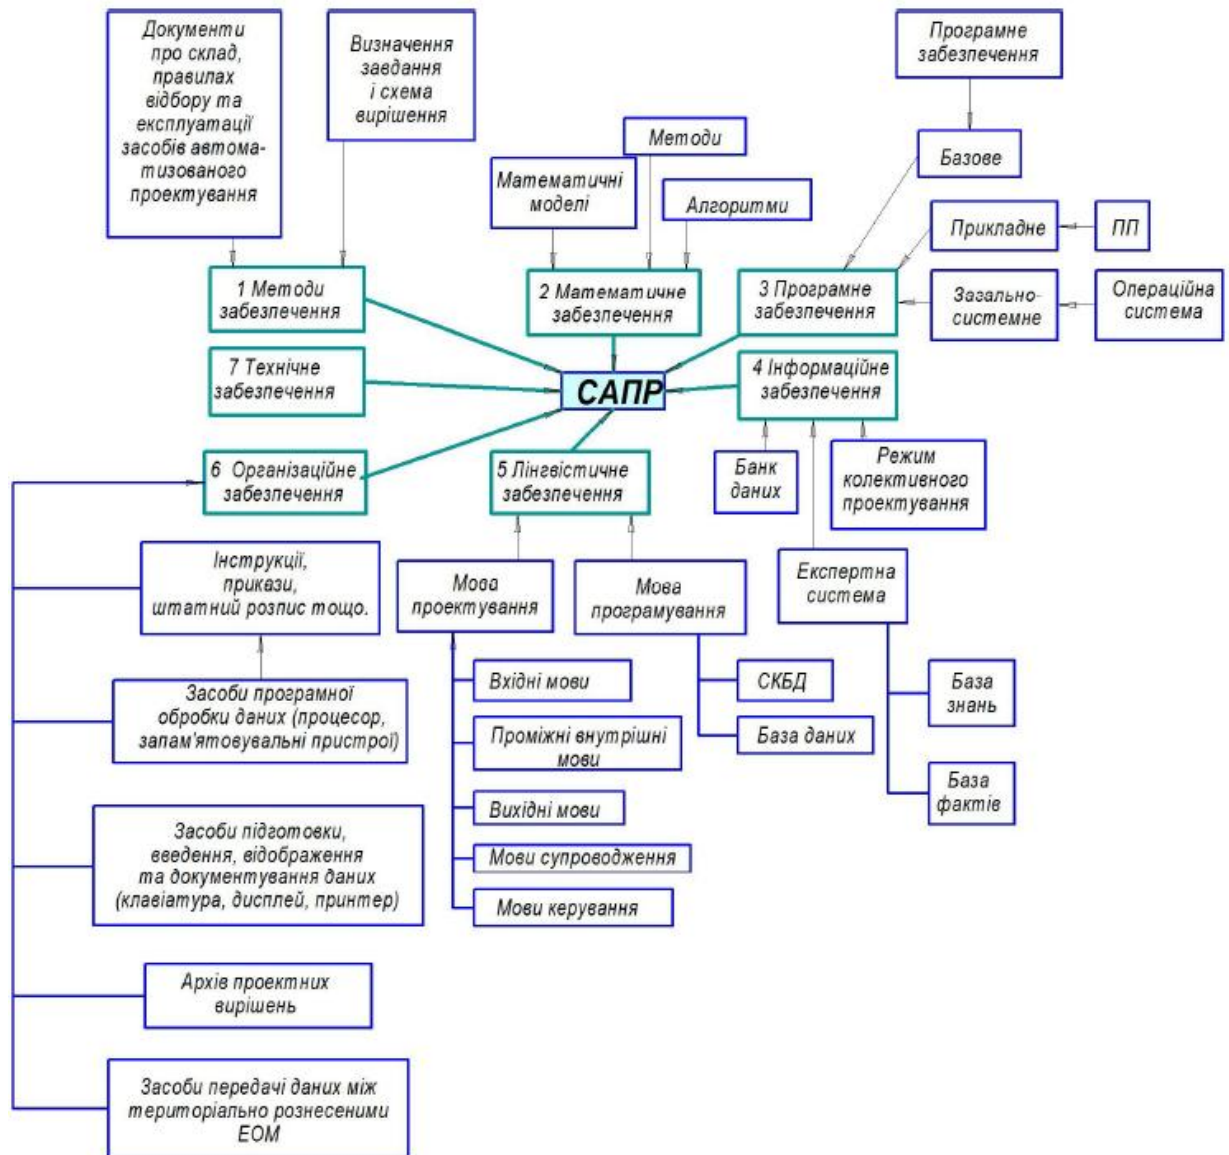 Документи
про склад,
правилах
відбору та
експлуатації
засобів автома-
тизованого
проектування
Визначення
завдання
і схема
вирішення
Програмне
забезпечення
Методи
Базове
Математичні
моделі
Алгоритми
Прикладне
ПП
1 Методи
забезпечення
2 Математичне
забезпечення
3 Програмне
забезпечення
Загально-
системне
Операційна
система
7 Технічне
забезпечення
САПР
4 Інформаційне
забезпечення
6 Організаційне
забезпечення
5 Лінгвістичне
забезпечення
Банк
даних
Режим
колективного
проектування
Інструкції,
прикази,
штатний розпис тощо.
Мова
проектування
Мова
програмування
Експертна
система
Засоби програмної
обробки даних (процесор,
запам'ятовувальні пристрої)
Вхідні мови
СКБД
База
знань
Проміжні внутрішні
мови
База даних
База
фактів
Вихідні мови
Засоби підготовки,
введення, відображення
та документування даних
(клавіатура, дисплей, принтер)
Мови супроводження
Мови керування
Архів проектних
вирішень
Засоби передачі даних між
територіально рознесеними
ЕОМ